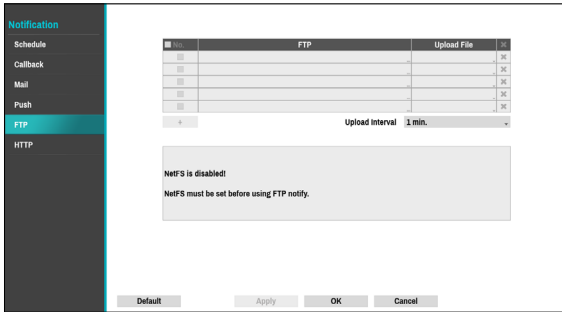 Notification
Schedule
Callback
Mail
Push
FTP
HTTP
No. FTP Upload File
+ Upload Interval 1 min.
NetFS is disabled!
NetFS must be set before using FTP notify.
Default Apply OK Cancel